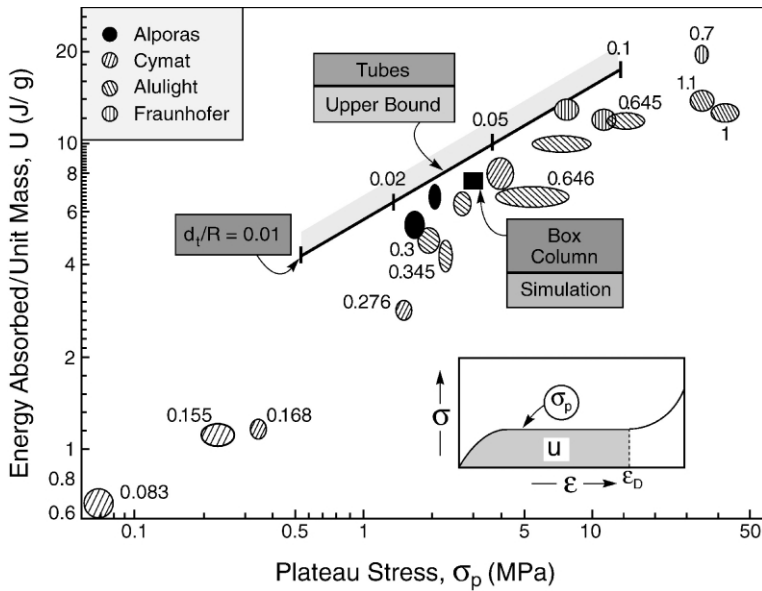 Energy Absorbed/Unit Mass, U (J/g)
20
10
8
6
4
2
1
0.8
0.6
Alporas
Cymat
Alulight
Fraunhofer
Tubes
Upper Bound
0.1
0.7
1.1
1
0.645
0.05
0.02
0.646
dt/R = 0.01
Box
Column
Simulation
0.3
0.345
0.276
0.155
0.168
0.083
σ
σp
u
ε
εD
0.1
0.5
1
5
10
50
Plateau Stress, σp (MPa)